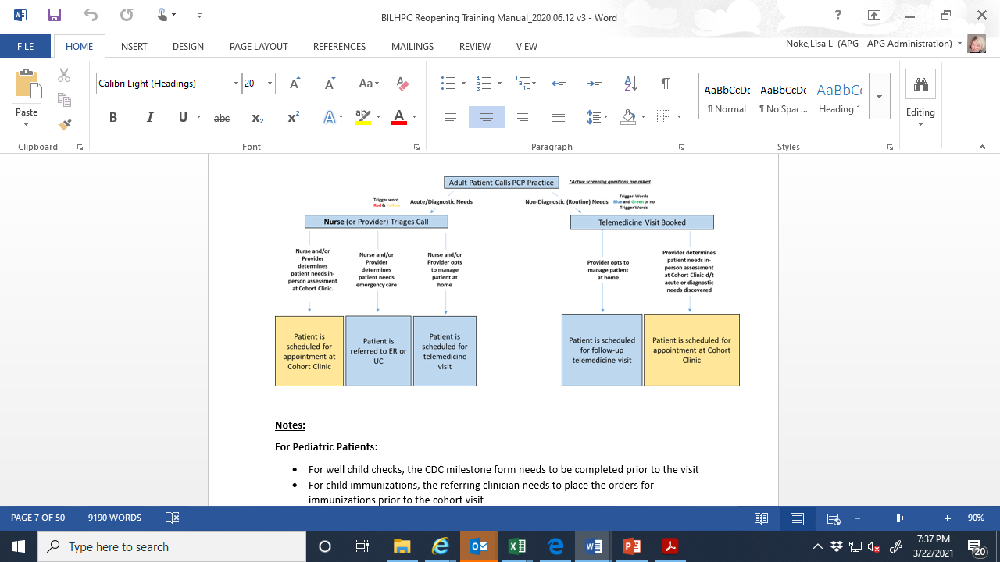 BILHPC Reopening Training Manual_2020.06.12 v3 - Word
FILE HOME INSERT DESIGN PAGE LAYOUT REFERENCES MAILINGS REVIEW VIEW
Noke,Lisa L (APG - APG Administration)
Calibri Light (Headings) 20
Paste
Clipboard
Font
Paragraph
AaBbCcDc AaBbCcDc AaBbCc
¶ Normal ¶ No Spac... Heading 1
Styles
Editing
Adult Patient Calls PCP Practice
*Active screening questions are asked
Trigger word
Red & Yellow
Acute/Diagnostic Needs
Non-Diagnostic (Routine) Needs
Trigger Words
Blue and Green or no
Trigger Words
Nurse (or Provider) Triages Call
Telemedicine Visit Booked
Nurse and/or
Provider
determines
patient needs in-
person assessment
at Cohort Clinic.
Nurse and/or
Provider
determines
patient needs
emergency care
Nurse and/or
Provider opts
to manage
patient at
home
Provider opts to
manage patient
at home
Provider determines
patient needs in-
person assessment
at Cohort Clinic d/t
acute or diagnostic
needs discovered
Patient is
scheduled for
appointment at
Cohort Clinic
Patient is
referred to ER or
UC
Patient is
scheduled for
telemedicine
visit
Patient is scheduled
for follow-up
telemedicine visit
Patient is scheduled for
appointment at Cohort
Clinic
Notes:
For Pediatric Patients:
• For well child checks, the CDC milestone form needs to be completed prior to the visit
• For child immunizations, the referring clinician needs to place the orders for
immunizations prior to the cohort visit
PAGE 7 OF 50 9190 WORDS
90%
Type here to search
7:37 PM
3/22/2021
20